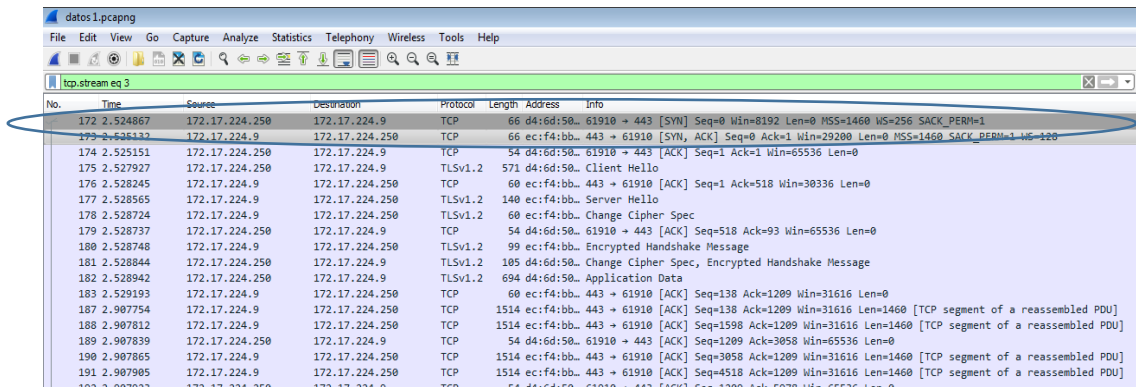 datos1.pcapng
File Edit View Go Capture Analyze Statistics Telephony Wireless Tools Help
tcp.stream eq 3
No. Time Source Destination Protocol Length Address Info
172 2.524867 172.17.224.250 172.17.224.9 TCP 66 d4:6d:50… 61910 → 443 [SYN] Seq=0 Win=8192 Len=0 MSS=1460 WS=256 SACK_PERM=1
173 2.525132 172.17.224.9 172.17.224.250 TCP 66 ec:f4:bb… 443 → 61910 [SYN, ACK] Seq=0 Ack=1 Win=29200 Len=0 MSS=1460 SACK_PERM=1 WS=128
174 2.525151 172.17.224.250 172.17.224.9 TCP 54 d4:6d:50… 61910 → 443 [ACK] Seq=1 Ack=1 Win=65536 Len=0
175 2.527927 172.17.224.250 172.17.224.9 TLSv1.2 571 d4:6d:50… Client Hello
176 2.528245 172.17.224.9 172.17.224.250 TCP 60 ec:f4:bb… 443 → 61910 [ACK] Seq=1 Ack=518 Win=30336 Len=0
177 2.528565 172.17.224.9 172.17.224.250 TLSv1.2 140 ec:f4:bb… Server Hello
178 2.528724 172.17.224.9 172.17.224.250 TLSv1.2 60 ec:f4:bb… Change Cipher Spec
179 2.528737 172.17.224.250 172.17.224.9 TCP 54 d4:6d:50… 61910 → 443 [ACK] Seq=518 Ack=93 Win=65536 Len=0
180 2.528748 172.17.224.9 172.17.224.250 TLSv1.2 99 ec:f4:bb… Encrypted Handshake Message
181 2.528844 172.17.224.250 172.17.224.9 TLSv1.2 105 d4:6d:50… Change Cipher Spec, Encrypted Handshake Message
182 2.528942 172.17.224.250 172.17.224.9 TLSv1.2 694 d4:6d:50… Application Data
183 2.529193 172.17.224.9 172.17.224.250 TCP 60 ec:f4:bb… 443 → 61910 [ACK] Seq=138 Ack=1209 Win=31616 Len=0
187 2.907754 172.17.224.9 172.17.224.250 TCP 1514 ec:f4:bb… 443 → 61910 [ACK] Seq=138 Ack=1209 Win=31616 Len=1460 [TCP segment of a reassembled PDU]
188 2.907812 172.17.224.9 172.17.224.250 TCP 1514 ec:f4:bb… 443 → 61910 [ACK] Seq=1598 Ack=1209 Win=31616 Len=1460 [TCP segment of a reassembled PDU]
189 2.907839 172.17.224.250 172.17.224.9 TCP 54 d4:6d:50… 61910 → 443 [ACK] Seq=1209 Ack=3058 Win=65536 Len=0
190 2.907865 172.17.224.9 172.17.224.250 TCP 1514 ec:f4:bb… 443 → 61910 [ACK] Seq=3058 Ack=1209 Win=31616 Len=1460 [TCP segment of a reassembled PDU]
191 2.907905 172.17.224.9 172.17.224.250 TCP 1514 ec:f4:bb… 443 → 61910 [ACK] Seq=4518 Ack=1209 Win=31616 Len=1460 [TCP segment of a reassembled PDU]